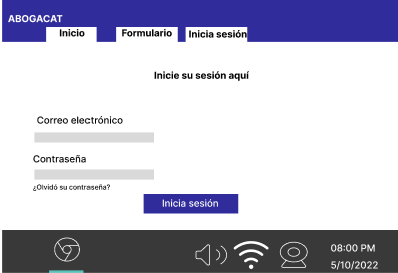 ABOGACAT
Inicio Formulario Inicia sesión
Inicie su sesión aquí
Correo electrónico
Contraseña
¿Olvidó su contraseña?
Inicia sesión
08:00 PM
5/10/2022